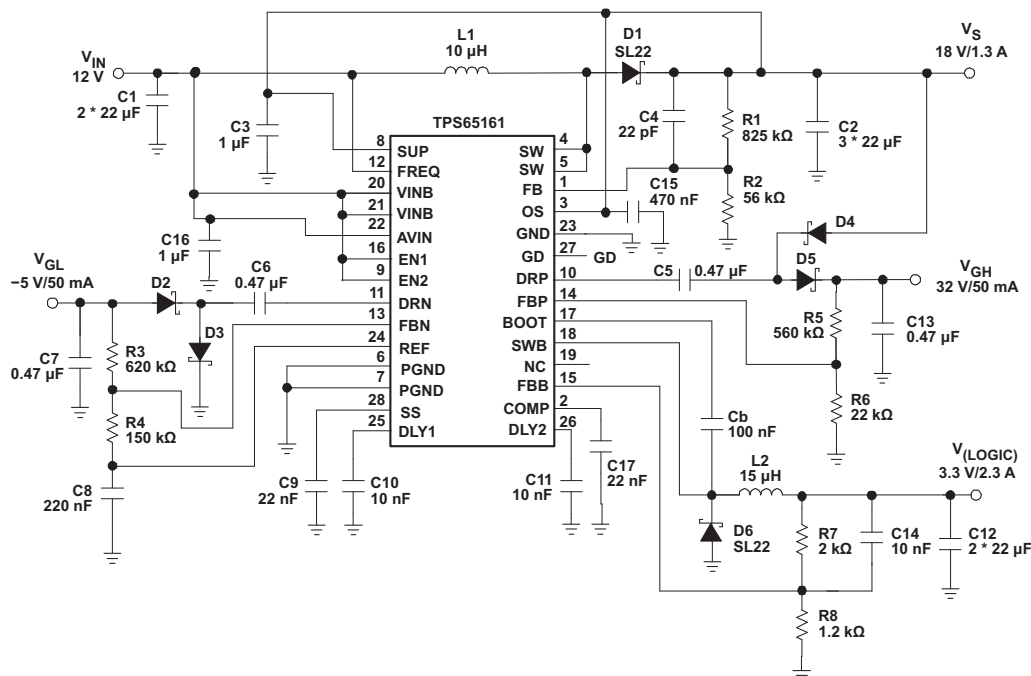 L1
10 µH
D1
SL22
V_S
18 V/1.3 A
V_IN
12 V
C1
2 * 22 µF
C3
1 µF
C4
22 pF
R1
825 kΩ
C2
3 * 22 µF
TPS65161
8
SUP
12
FREQ
20
VINB
21
VINB
22
AVIN
16
EN1
9
EN2
11
DRN
13
FBN
24
REF
6
PGND
7
PGND
28
SS
25
DLY1
SW
4
SW
5
FB
1
OS
3
GND
23
GD
27
GD
DRP
10
FBP
14
BOOT
17
SWB
18
NC
19
FBB
15
COMP
2
DLY2
26
R2
56 kΩ
C15
470 nF
C16
1 µF
D4
D5
C5
0.47 µF
V_GH
32 V/50 mA
V_GL
−5 V/50 mA
D2
C6
0.47 µF
D3
R5
560 kΩ
C13
0.47 µF
C7
0.47 µF
R3
620 kΩ
R4
150 kΩ
R6
22 kΩ
Cb
100 nF
C8
220 nF
C9
22 nF
C10
10 nF
C11
10 nF
C17
22 nF
L2
15 µH
V_(LOGIC)
3.3 V/2.3 A
D6
SL22
R7
2 kΩ
C14
10 nF
C12
2 * 22 µF
R8
1.2 kΩ